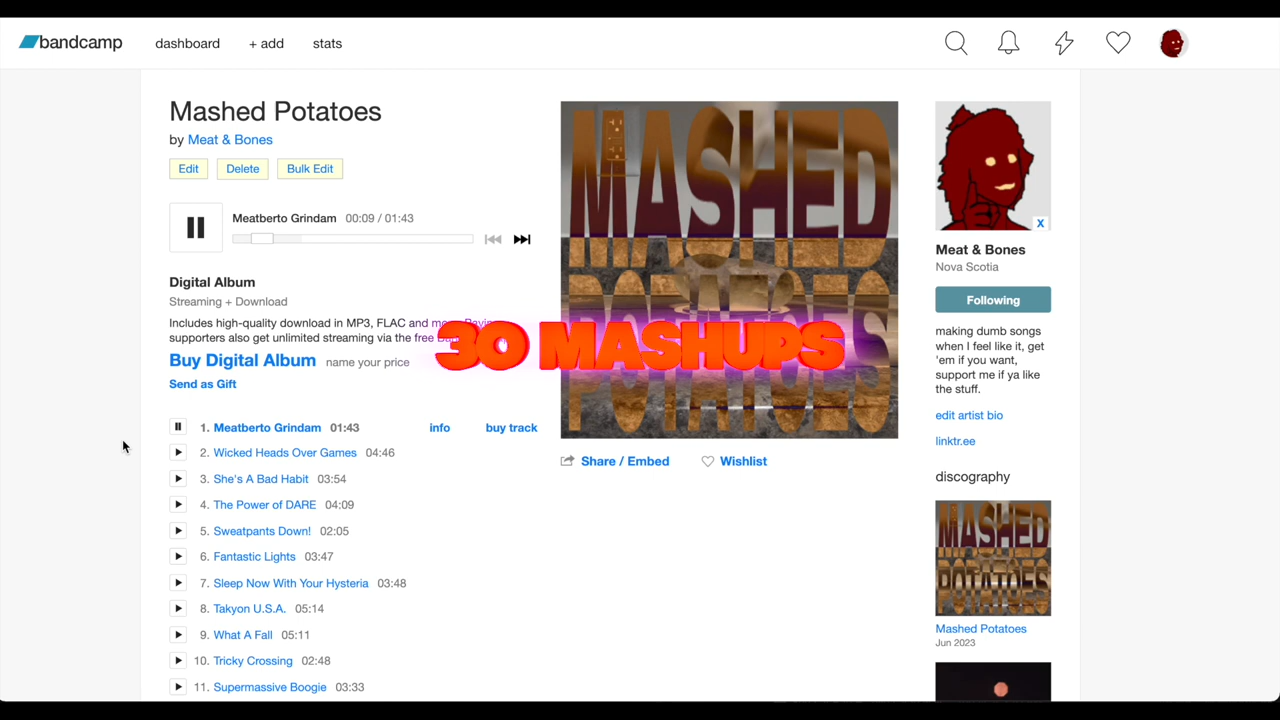 bandcamp dashboard + add stats
Mashed Potatoes
by Meat & Bones
Edit Delete Bulk Edit
Meatberto Grindam 00:09 / 01:43
Digital Album
Streaming + Download
Includes high-quality download in MP3, FLAC and
supporters also get unlimited streaming via the free
Buy Digital Album name your price
Send as Gift
1. Meatberto Grindam 01:43 info buy track
2. Wicked Heads Over Games 04:46
3. She's A Bad Habit 03:54
4. The Power of DARE 04:09
5. Sweatpants Down! 02:05
6. Fantastic Lights 03:47
7. Sleep Now With Your Hysteria 03:48
8. Takyon U.S.A. 05:14
9. What A Fall 05:11
10. Tricky Crossing 02:48
11. Supermassive Boogie 03:33
MASHED
POTATOES
30 MASHUPS
Share / Embed Wishlist
X
Meat & Bones
Nova Scotia
Following
making dumb songs
when I feel like it, get
'em if you want,
support me if ya like
the stuff.
edit artist bio
linktr.ee
discography
MASHED
POTATOES
Mashed Potatoes
Jun 2023